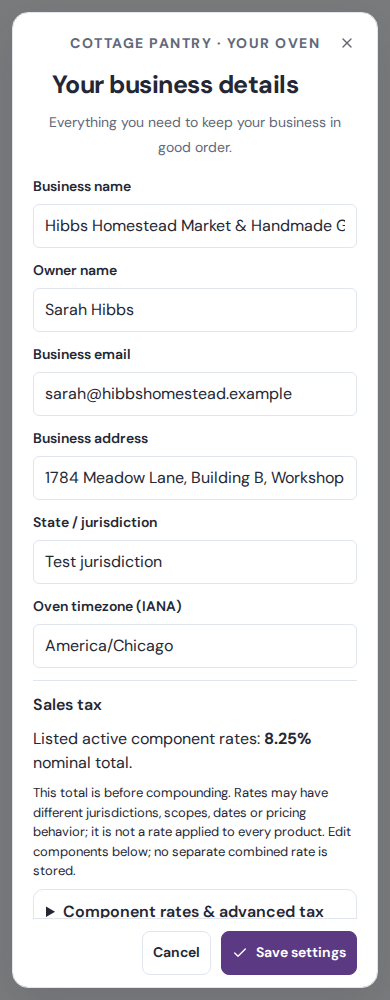 COTTAGE PANTRY · YOUR OVEN
Your business details
Everything you need to keep your business in
good order.
Business name
Hibbs Homestead Market & Handmade G
Owner name
Sarah Hibbs
Business email
sarah@hibbshomestead.example
Business address
1784 Meadow Lane, Building B, Workshop
State / jurisdiction
Test jurisdiction
Oven timezone (IANA)
America/Chicago
Sales tax
Listed active component rates: 8.25%
nominal total.
This total is before compounding. Rates may have
different jurisdictions, scopes, dates or pricing
behavior; it is not a rate applied to every product. Edit
components below; no separate combined rate is
stored.
Component rates & advanced tax
Cancel
Save settings